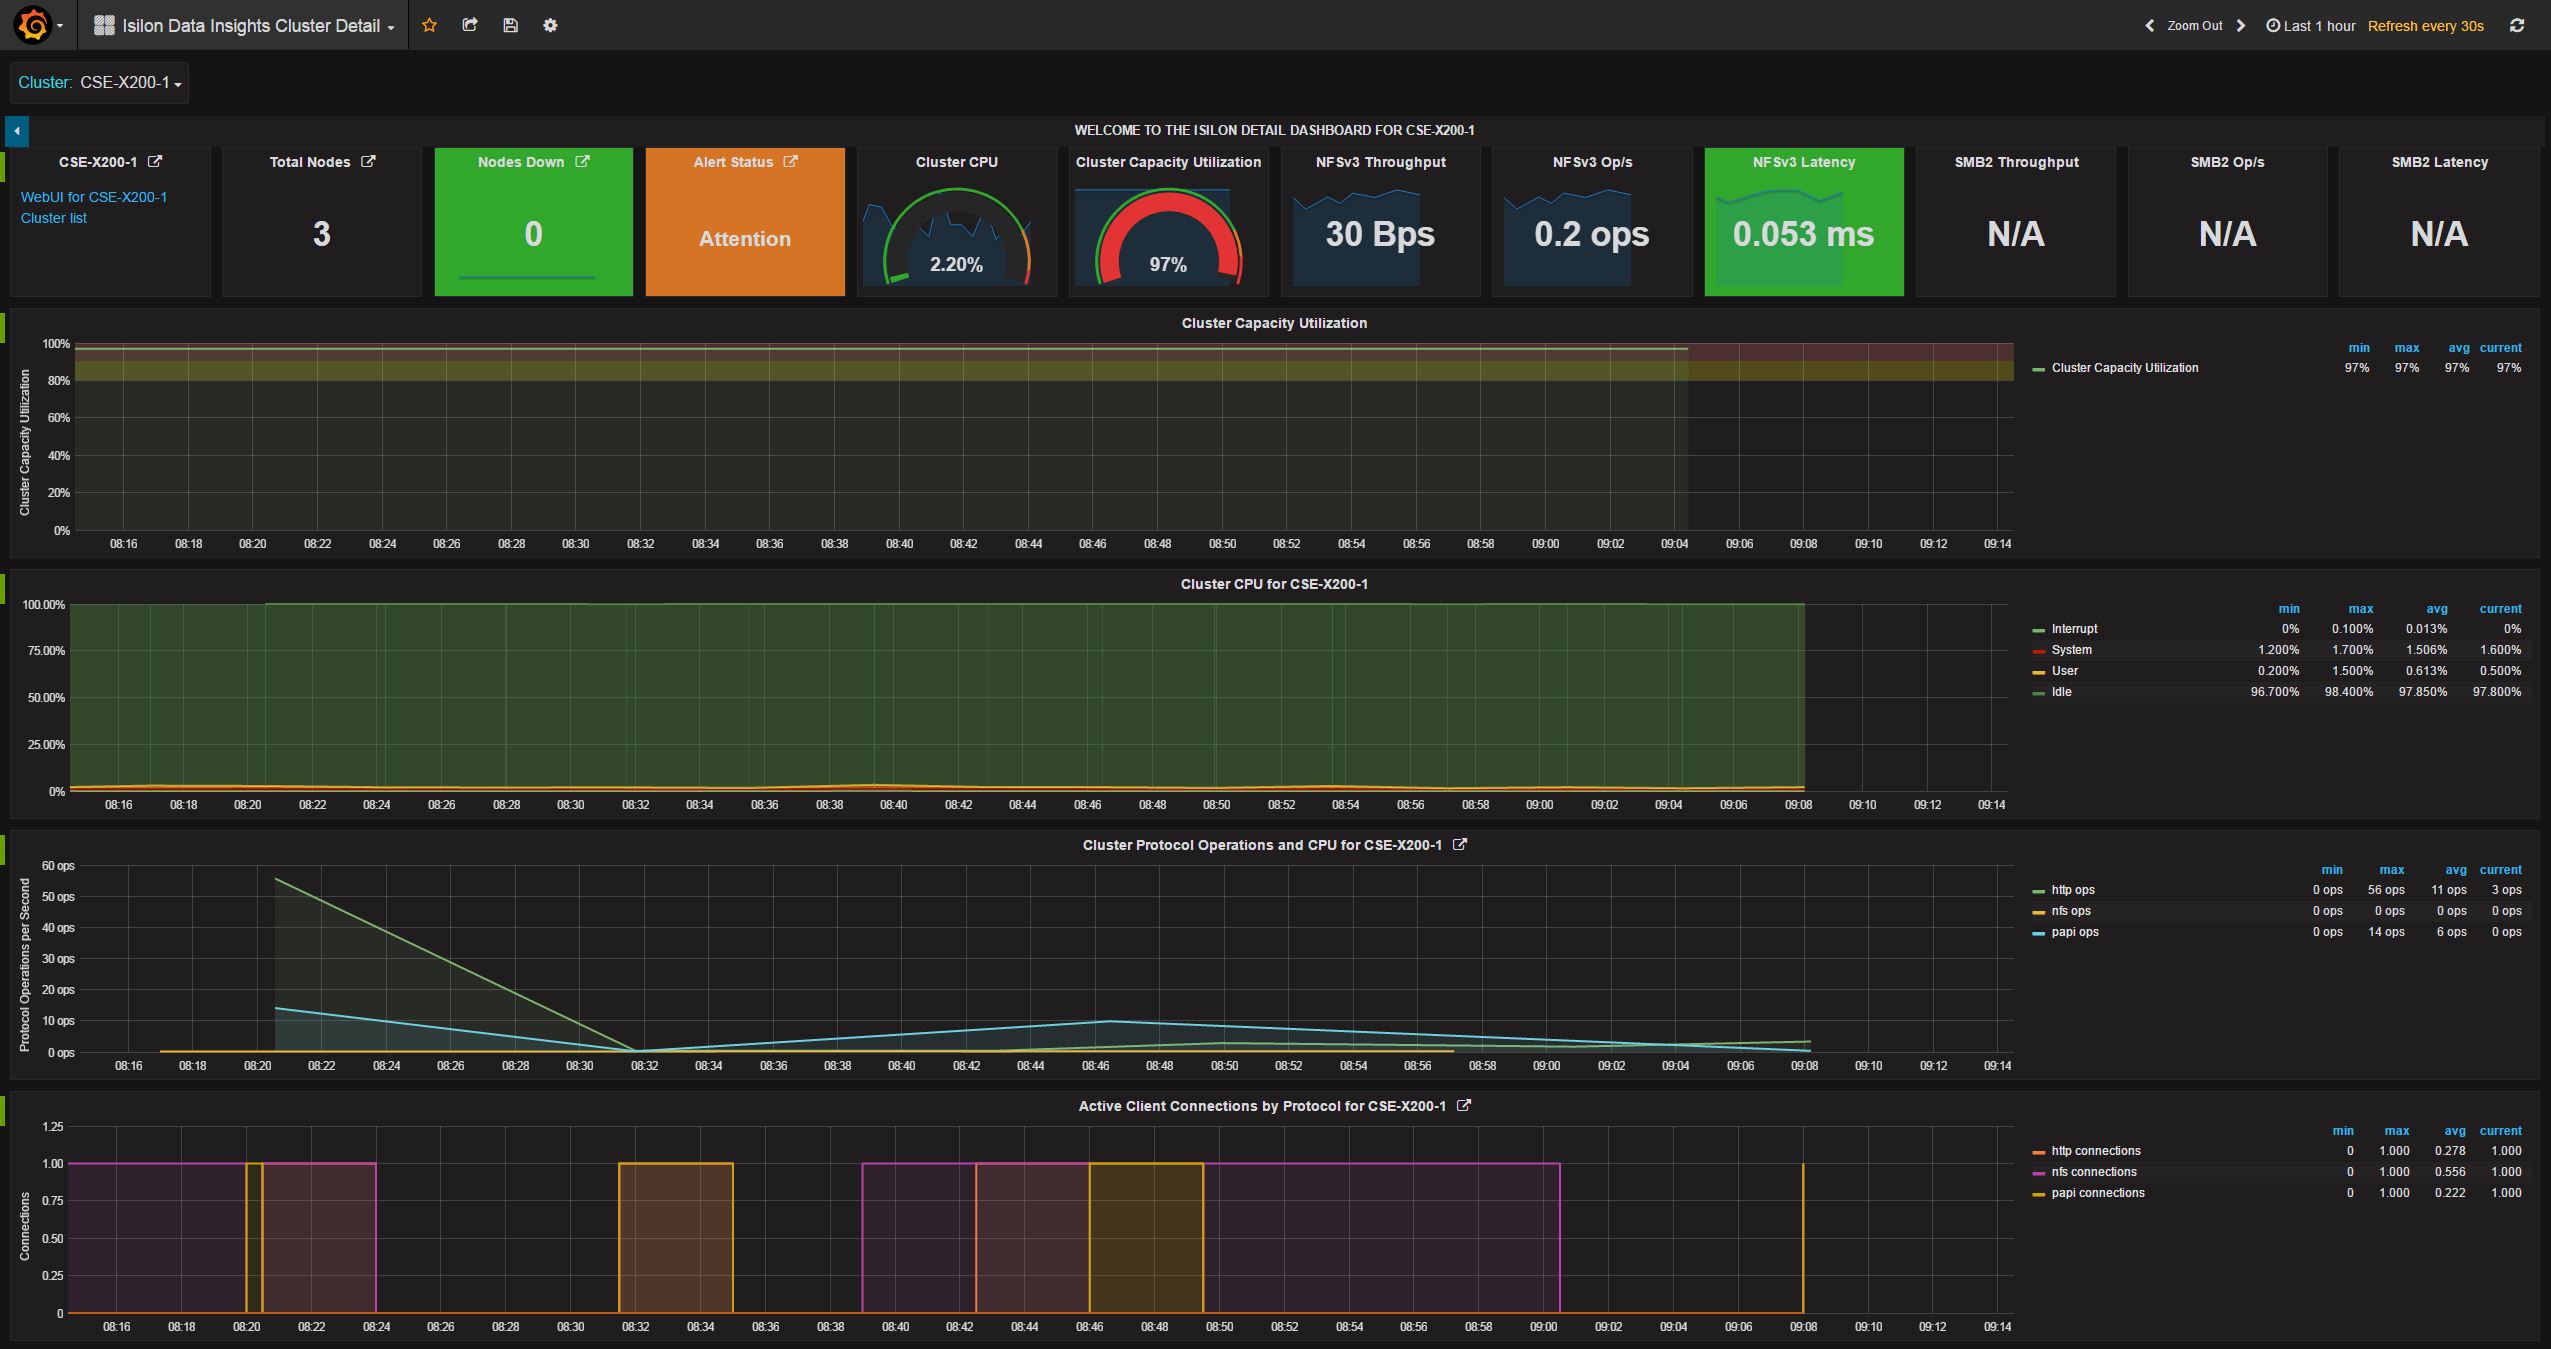 Isilon Data Insights Cluster Detail
Zoom Out
Last 1 hour
Refresh every 30s
Cluster: CSE-X200-1
WELCOME TO THE ISILON DETAIL DASHBOARD FOR CSE-X200-1
CSE-X200-1
WebUI for CSE-X200-1
Cluster list
Total Nodes
3
Nodes Down
0
Alert Status
Attention
Cluster CPU
2.20%
Cluster Capacity Utilization
97%
NFSv3 Throughput
30 Bps
NFSv3 Op/s
0.2 ops
NFSv3 Latency
0.053 ms
SMB2 Throughput
N/A
SMB2 Op/s
N/A
SMB2 Latency
N/A
Cluster Capacity Utilization
Cluster Capacity Utilization
100%
80%
60%
40%
20%
0%
08:16 08:18 08:20 08:22 08:24 08:26 08:28 08:30 08:32 08:34 08:36 08:38 08:40 08:42 08:44 08:46 08:48 08:50 08:52 08:54 08:56 08:58 09:00 09:02 09:04 09:06 09:08 09:10 09:12 09:14
min max avg current
Cluster Capacity Utilization 97% 97% 97% 97%
Cluster CPU for CSE-X200-1
100.00%
75.00%
50.00%
25.00%
0%
08:16 08:18 08:20 08:22 08:24 08:26 08:28 08:30 08:32 08:34 08:36 08:38 08:40 08:42 08:44 08:46 08:48 08:50 08:52 08:54 08:56 08:58 09:00 09:02 09:04 09:06 09:08 09:10 09:12 09:14
min max avg current
Interrupt 0% 0.100% 0.013% 0%
System 1.200% 1.700% 1.506% 1.600%
User 0.200% 1.500% 0.613% 0.500%
Idle 96.700% 98.400% 97.850% 97.800%
Cluster Protocol Operations and CPU for CSE-X200-1
Protocol Operations per Second
60 ops
50 ops
40 ops
30 ops
20 ops
10 ops
0 ops
08:16 08:18 08:20 08:22 08:24 08:26 08:28 08:30 08:32 08:34 08:36 08:38 08:40 08:42 08:44 08:46 08:48 08:50 08:52 08:54 08:56 08:58 09:00 09:02 09:04 09:06 09:08 09:10 09:12 09:14
min max avg current
http ops 0 ops 56 ops 11 ops 3 ops
nfs ops 0 ops 0 ops 0 ops 0 ops
papi ops 0 ops 14 ops 6 ops 0 ops
Active Client Connections by Protocol for CSE-X200-1
Connections
1.25
1.00
0.75
0.50
0.25
0
08:16 08:18 08:20 08:22 08:24 08:26 08:28 08:30 08:32 08:34 08:36 08:38 08:40 08:42 08:44 08:46 08:48 08:50 08:52 08:54 08:56 08:58 09:00 09:02 09:04 09:06 09:08 09:10 09:12 09:14
min max avg current
http connections 0 1.000 0.278 1.000
nfs connections 0 1.000 0.556 1.000
papi connections 0 1.000 0.222 1.000